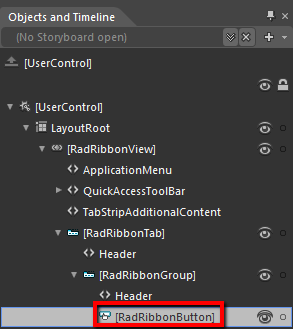 Objects and Timeline
(No Storyboard open)
[UserControl]
[UserControl]
LayoutRoot
[RadRibbonView]
ApplicationMenu
QuickAccessToolBar
TabStripAdditionalContent
[RadRibbonTab]
Header
[RadRibbonGroup]
Header
[RadRibbonButton]